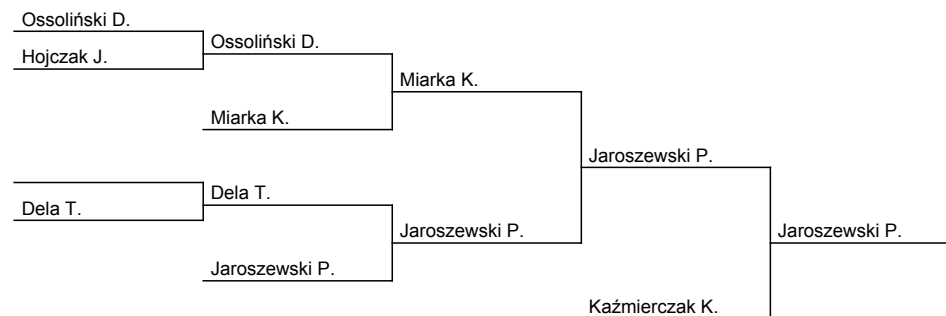 Ossoliński D.
Hojczak J.
Ossoliński D.
Miarka K.
Miarka K.
Jaroszewski P.
Dela T.
Dela T.
Jaroszewski P.
Jaroszewski P.
Jaroszewski P.
Kaźmierczak K.